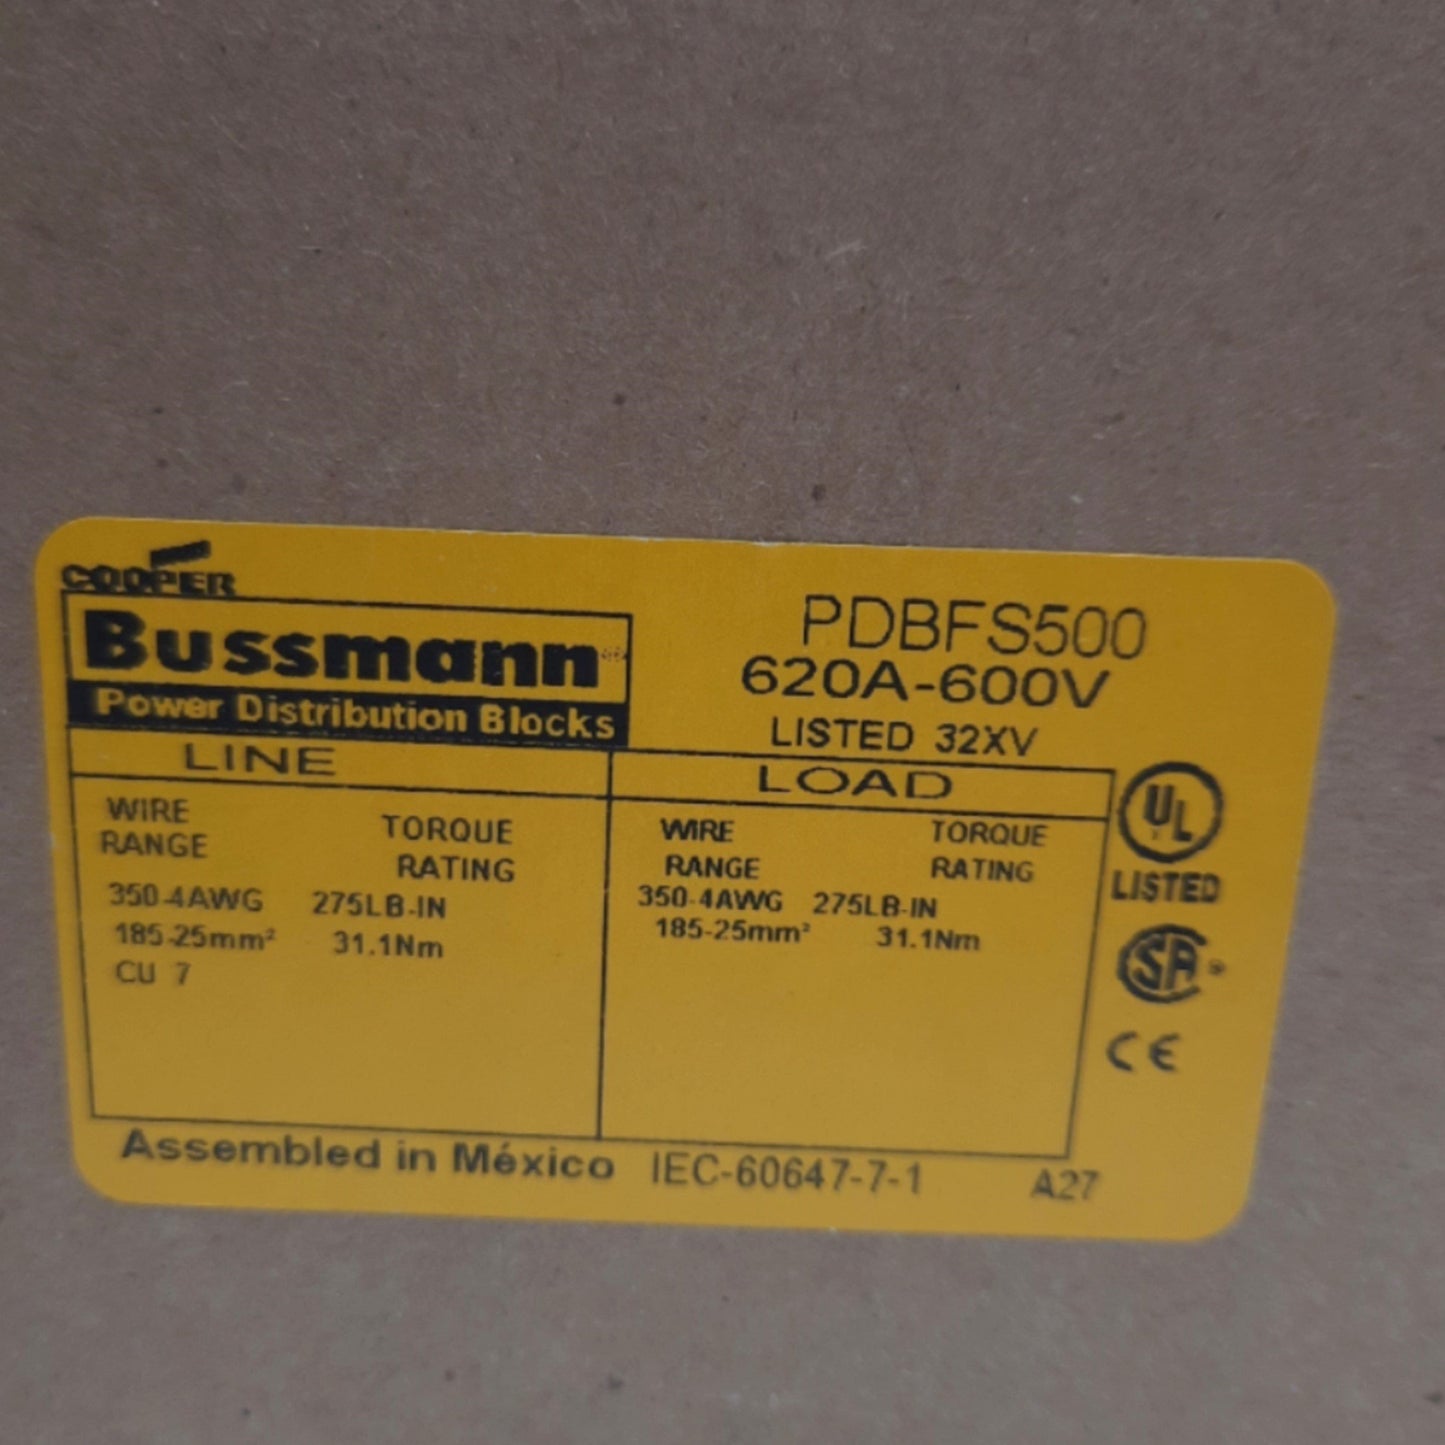 COOPER
Bussmann®
Power Distribution Blocks
PDBFS500
620A-600V
LISTED 32XV
LINE
WIRE RANGE TORQUE RATING
350-4AWG 275LB-IN
185-25mm² 31.1Nm
CU 7
LOAD
WIRE RANGE TORQUE RATING
350-4AWG 275LB-IN
185-25mm² 31.1Nm
UL
LISTED
SA®
CE
Assembled in México IEC-60647-7-1 A27